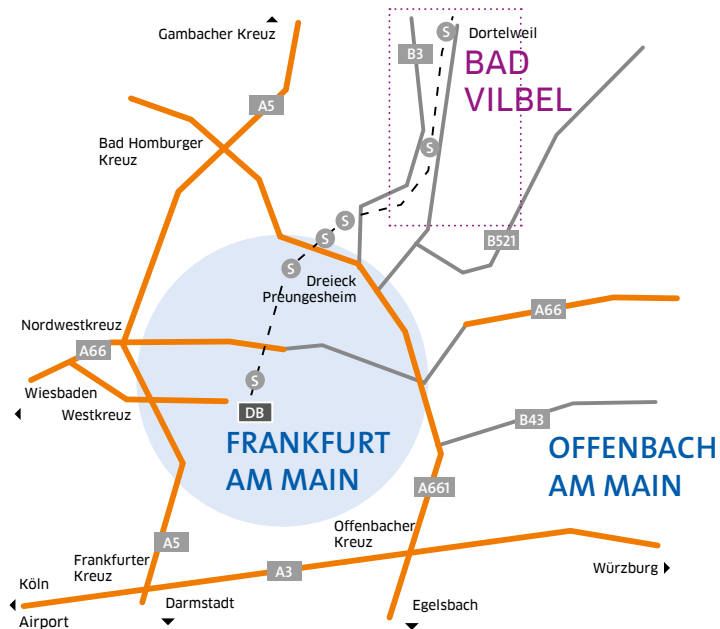 Gambacher Kreuz
S
Dortelweil
B3
BAD
VILBEL
A5
Bad Homburger
Kreuz
S
S
S
B521
S
Dreieck
Preungesheim
A66
Nordwestkreuz
A66
S
Wiesbaden
Westkreuz
DB
B43
FRANKFURT
AM MAIN
OFFENBACH
AM MAIN
A661
Offenbacher
Kreuz
A5
Frankfurter
Kreuz
A3
Würzburg
Köln
Airport
Darmstadt
Egelsbach